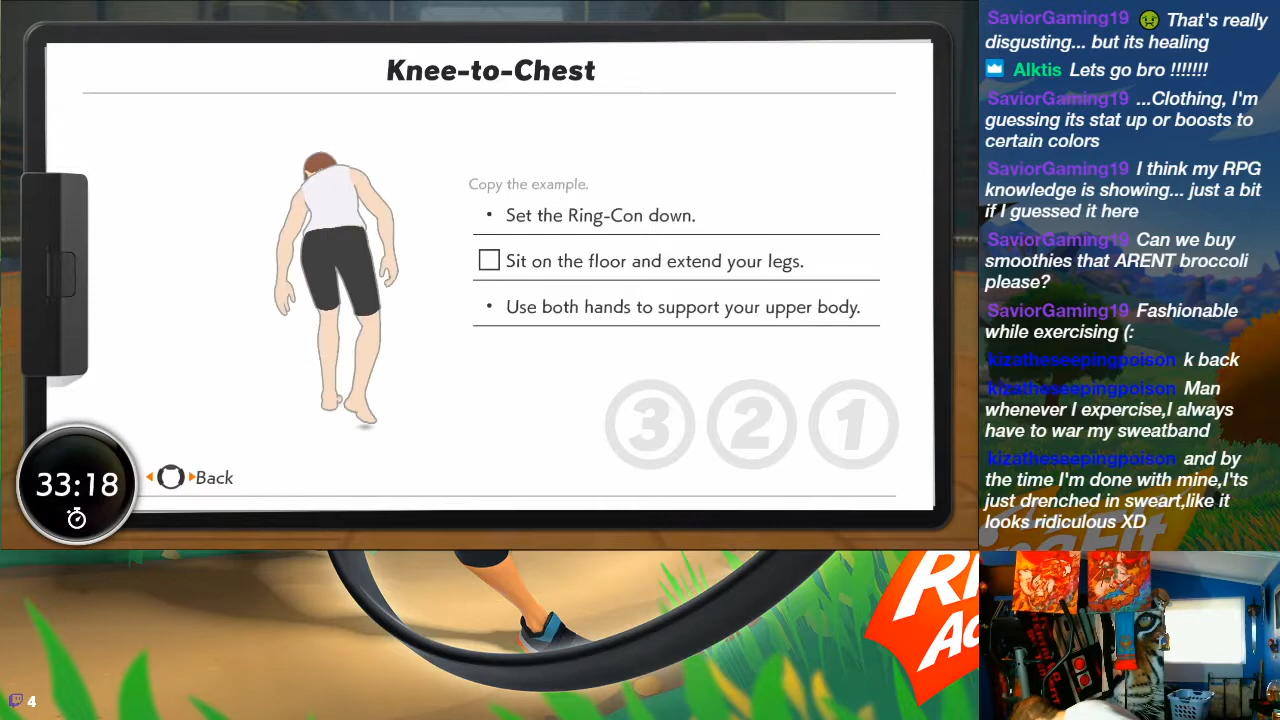 Knee-to-Chest
Copy the example.
• Set the Ring-Con down.
Sit on the floor and extend your legs.
• Use both hands to support your upper body.
3 2 1
33:18
Back
4
SaviorGaming19 🤢 That's really
disgusting... but its healing
Alktis Lets go bro !!!!!!!
SaviorGaming19 ...Clothing, I'm
guessing its stat up or boosts to
certain colors
SaviorGaming19 I think my RPG
knowledge is showing... just a bit
if I guessed it here
SaviorGaming19 Can we buy
smoothies that ARENT broccoli
please?
SaviorGaming19 Fashionable
while exercising (:
kizatheseepingpoison k back
kizatheseepingpoison Man
whenever I expercise,I always
have to war my sweatband
kizatheseepingpoison and by
the time I'm done with mine,I'ts
just drenched in sweart,like it
looks ridiculous XD